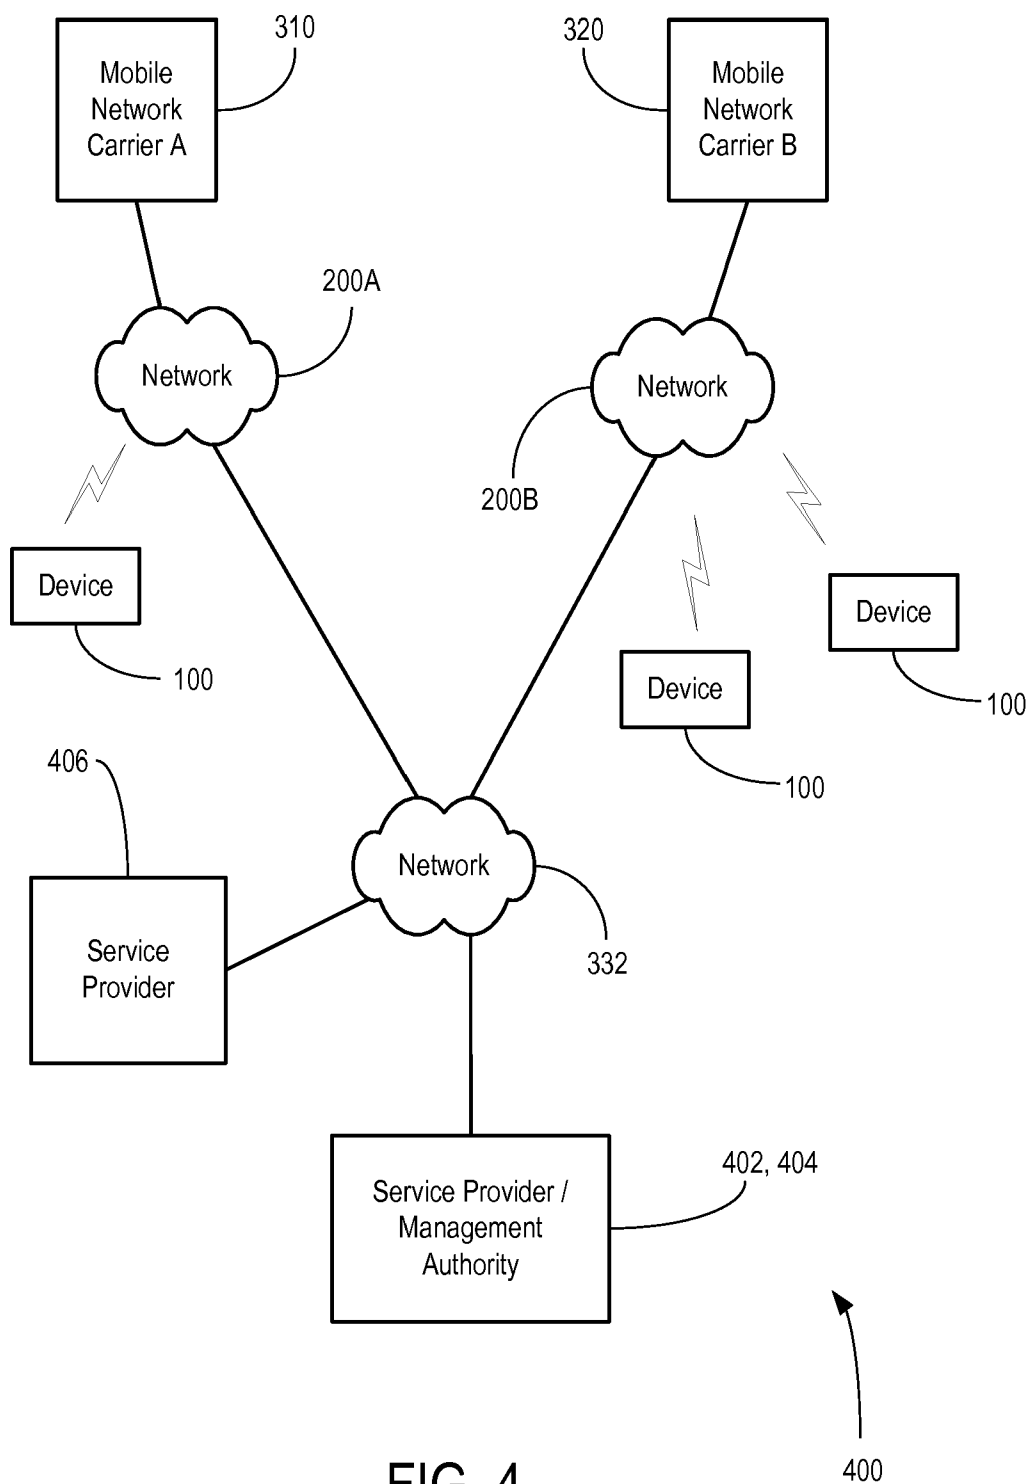 310
320
Mobile
Network
Carrier A
Mobile
Network
Carrier B
200A
Network
Network
200B
Device
100
Device
100
Device
100
406
Network
332
Service
Provider
402, 404
Service Provider /
Management
Authority
400
FIG. 4